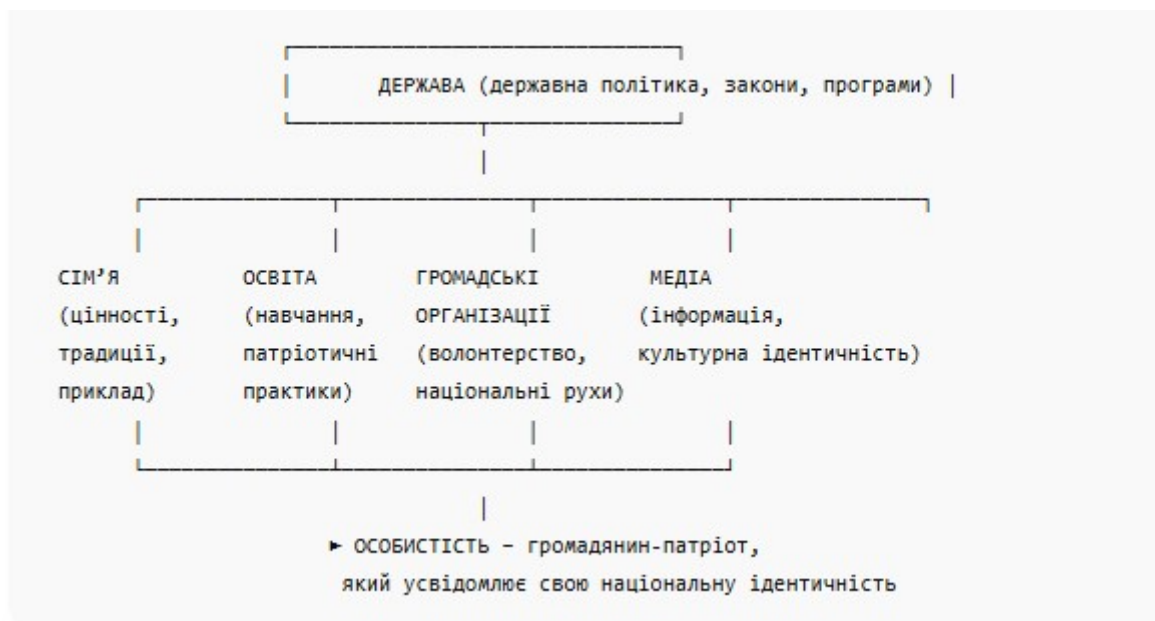 ДЕРЖАВА (державна політика, закони, програми)
СІМ’Я ОСВІТА ГРОМАДСЬКІ МЕДІА
(цінності, (навчання, ОРГАНІЗАЦІЇ (інформація,
традиції, патріотичні (волонтерство, культурна ідентичність)
приклад) практики) національні рухи)
► ОСОБИСТІСТЬ – громадянин-патріот,
який усвідомлює свою національну ідентичність